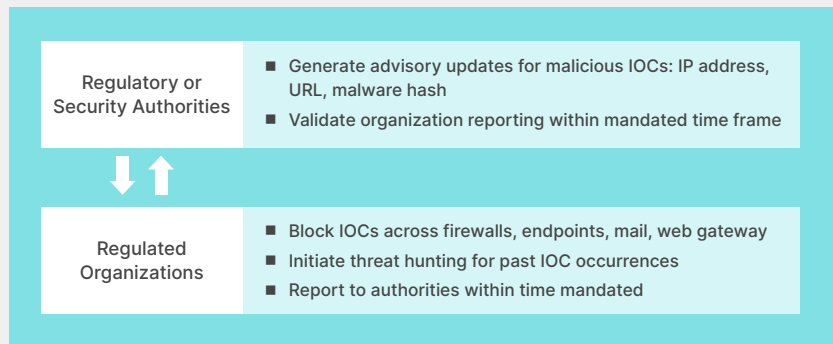 Regulatory or
Security Authorities
■ Generate advisory updates for malicious IOCs: IP address,
URL, malware hash
■ Validate organization reporting within mandated time frame
Regulated
Organizations
■ Block IOCs across firewalls, endpoints, mail, web gateway
■ Initiate threat hunting for past IOC occurrences
■ Report to authorities within time mandated